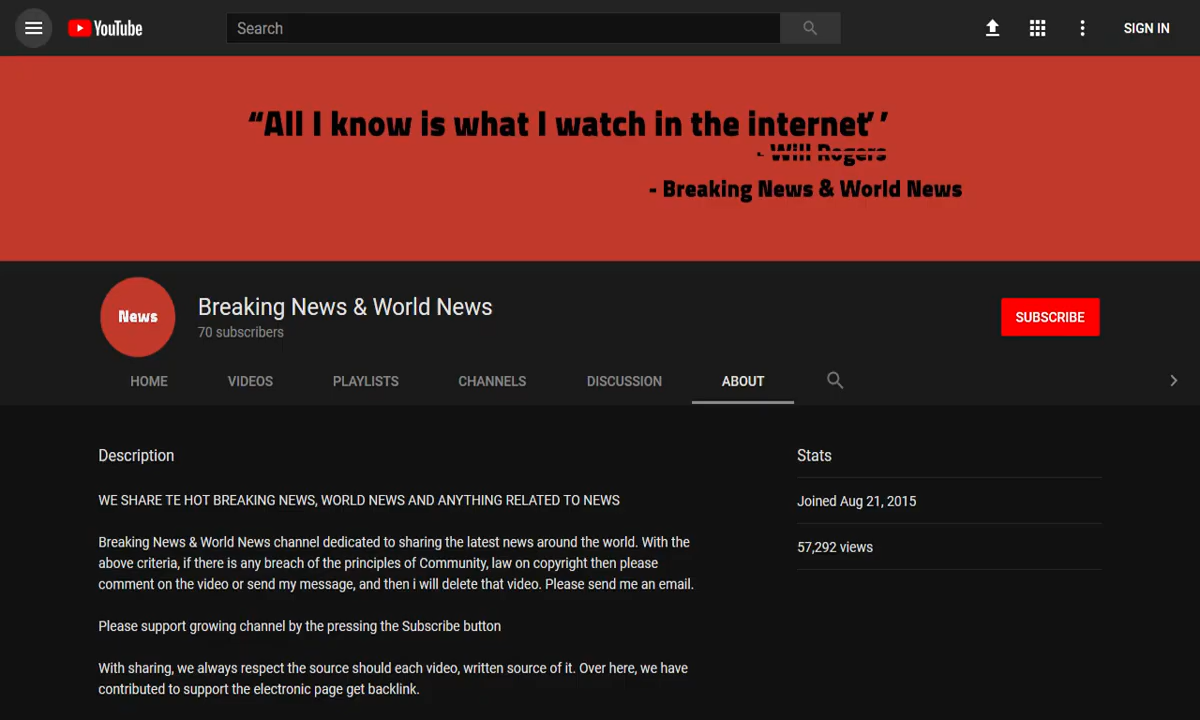 YouTube
Search
SIGN IN
“All I know is what I watch in the internet’’
- Will Rogers
- Breaking News & World News
News
Breaking News & World News
70 subscribers
SUBSCRIBE
HOME
VIDEOS
PLAYLISTS
CHANNELS
DISCUSSION
ABOUT
Description
WE SHARE TE HOT BREAKING NEWS, WORLD NEWS AND ANYTHING RELATED TO NEWS
Breaking News & World News channel dedicated to sharing the latest news around the world. With the
above criteria, if there is any breach of the principles of Community, law on copyright then please
comment on the video or send my message, and then i will delete that video. Please send me an email.
Please support growing channel by the pressing the Subscribe button
With sharing, we always respect the source should each video, written source of it. Over here, we have
contributed to support the electronic page get backlink.
Stats
Joined Aug 21, 2015
57,292 views